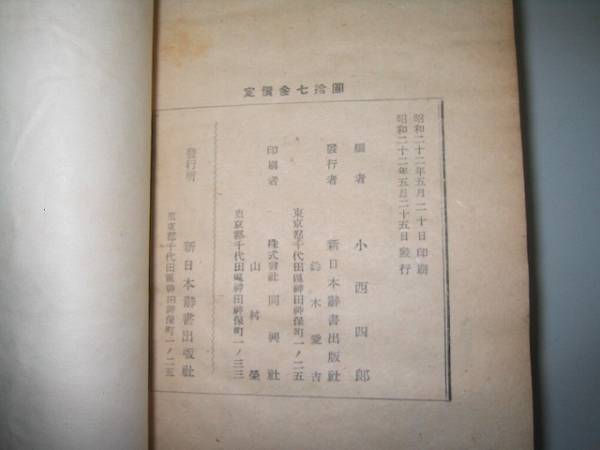 定價金七拾圓
昭和二十二年五月二十日印刷
昭和二十二年五月二十五日發行
編者 小西四郎
發行者 新日本辭書出版社
鈴木愛吉
東京都千代田區神田神保町一ノ二五
印刷者 株式會社 同興社
山村榮
東京都千代田區神田神保町一ノ三三
發行所 新日本辭書出版社
東京都千代田區神田神保町一ノ二五